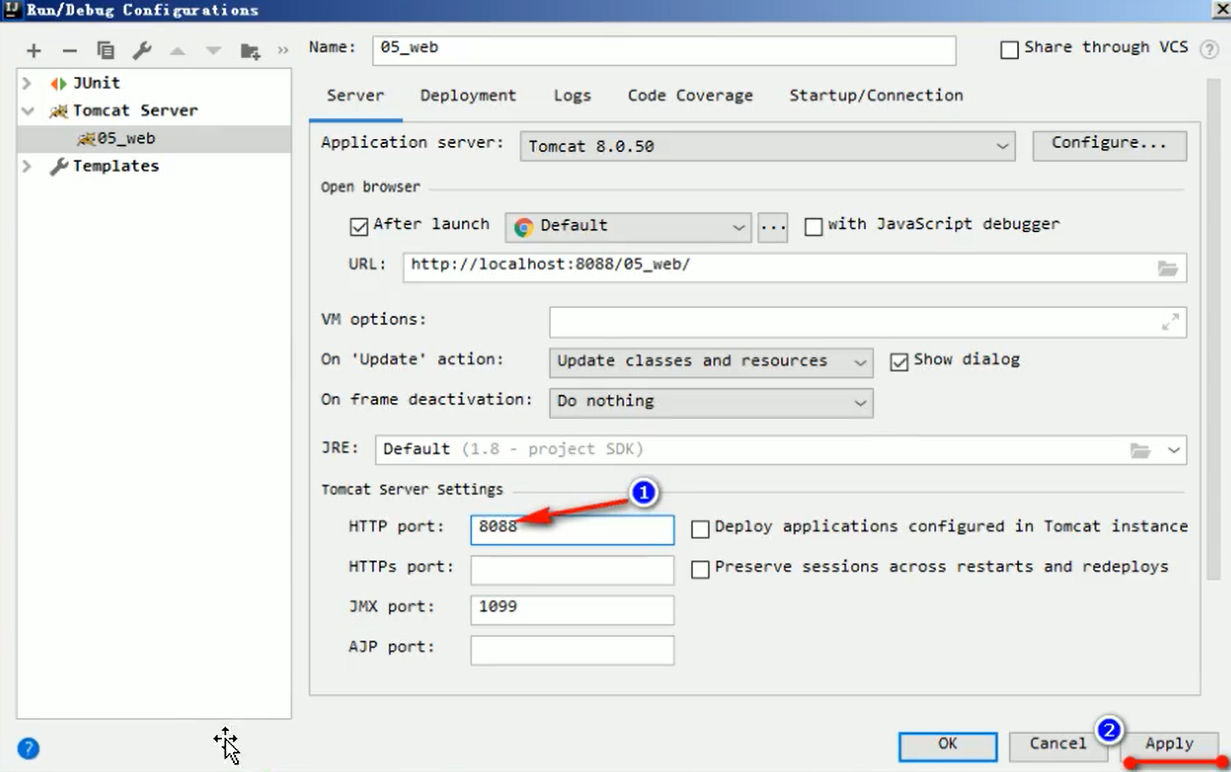 Run/Debug Configurations
Name: 05_web Share through VCS ?
JUnit
Tomcat Server
05_web
Templates
Server Deployment Logs Code Coverage Startup/Connection
Application server: Tomcat 8.0.50 Configure...
Open browser
After launch Default ... with JavaScript debugger
URL: http://localhost:8088/05_web/
VM options:
On 'Update' action: Update classes and resources Show dialog
On frame deactivation: Do nothing
JRE: Default (1.8 - project SDK)
Tomcat Server Settings
1
HTTP port: 8088 Deploy applications configured in Tomcat instance
HTTPs port: Preserve sessions across restarts and redeploys
JMX port: 1099
AJP port:
2
? OK Cancel Apply